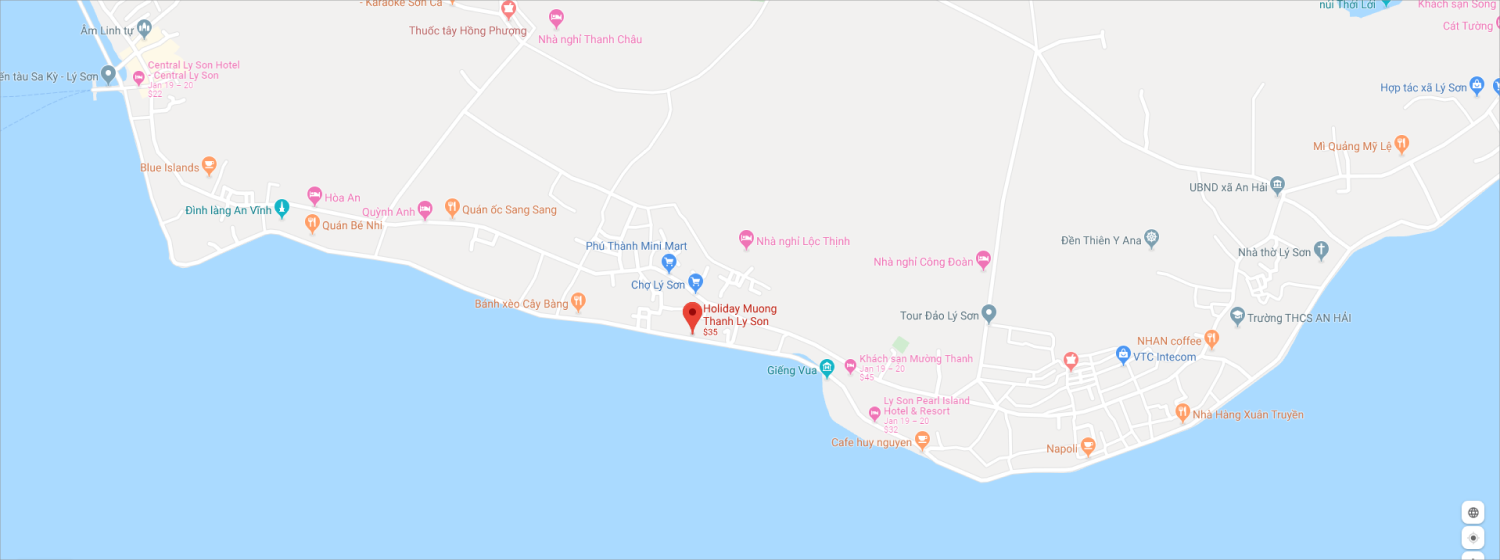 - Karaoke Sơn Ca
núi Thới Lới
Khách sạn Song
Âm Linh tự
Thuốc tây Hồng Phượng
Nhà nghỉ Thanh Châu
Cát Tường
Central Ly Son Hotel
- Central Ly Son
Jan 19 – 20
$22
ến tàu Sa Kỳ - Lý Sơn
Hợp tác xã Lý Sơn
Mì Quảng Mỹ Lệ
Blue Islands
UBND xã An Hải
Hòa An
Đình làng An Vĩnh
Quỳnh Anh
Quán ốc Sang Sang
Quán Bé Nhi
Phú Thành Mini Mart
Nhà nghỉ Lộc Thịnh
Đền Thiên Y Ana
Nhà thờ Lý Sơn
Nhà nghỉ Công Đoàn
Chợ Lý Sơn
Bánh xèo Cây Bàng
Holiday Muong
Thanh Ly Son
$35
Tour Đảo Lý Sơn
Trường THCS AN HẢI
NHAN coffee
VTC Intecom
Khách sạn Mường Thanh
Jan 19 – 20
$45
Giếng Vua
Ly Son Pearl Island
Hotel & Resort
Jan 19 – 20
$32
Nhà Hàng Xuân Truyên
Cafe huy nguyen
Napoli